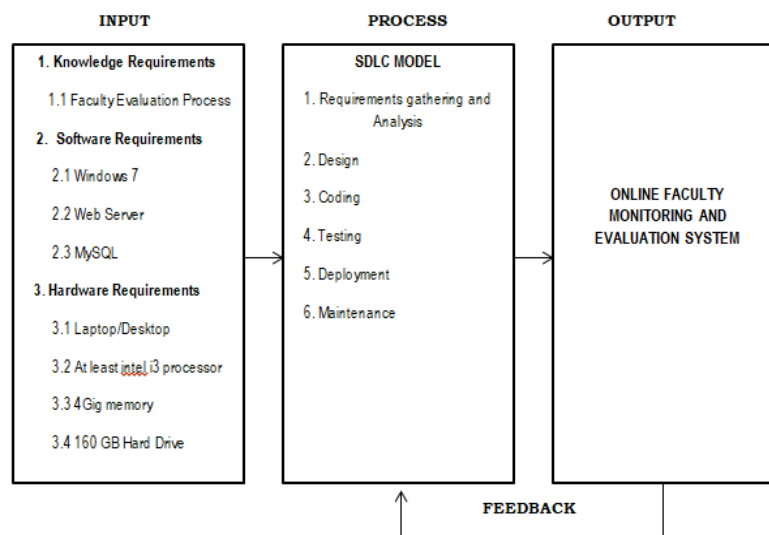 INPUT
1. Knowledge Requirements
1.1 Faculty Evaluation Process
2. Software Requirements
2.1 Windows 7
2.2 Web Server
2.3 MySQL
3. Hardware Requirements
3.1 Laptop/Desktop
3.2 At least intel i3 processor
3.3 4Gig memory
3.4 160 GB Hard Drive
PROCESS
SDLC MODEL
1. Requirements gathering and
Analysis
2. Design
3. Coding
4. Testing
5. Deployment
6. Maintenance
OUTPUT
ONLINE FACULTY
MONITORING AND
EVALUATION SYSTEM
FEEDBACK